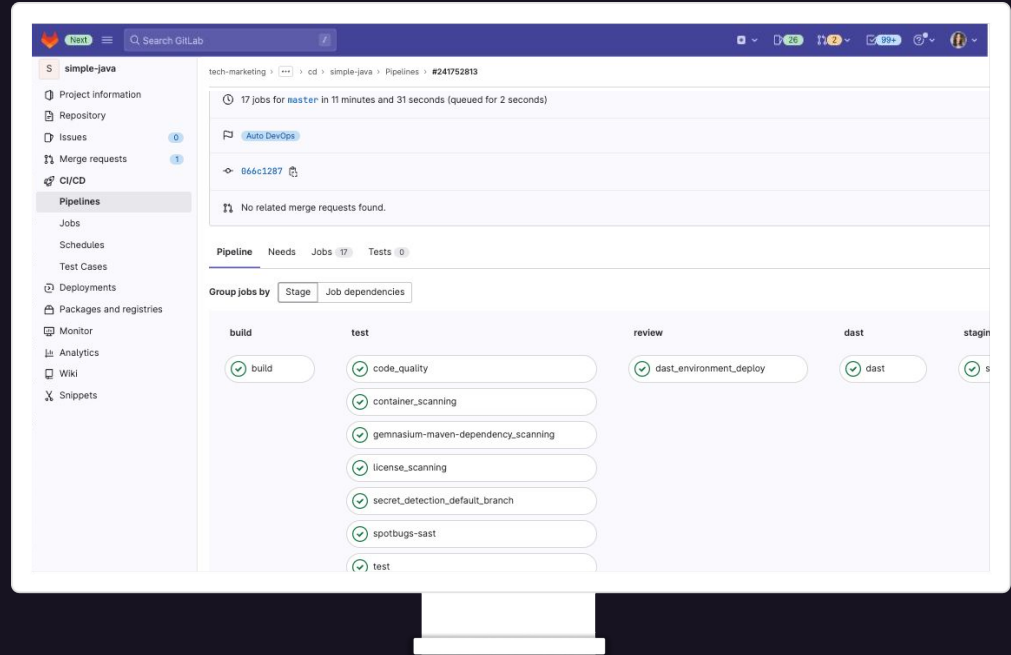 Next Search GitLab / 26 2 99+
S simple-java
Project information
Repository
Issues 0
Merge requests 1
CI/CD
Pipelines
Jobs
Schedules
Test Cases
Deployments
Packages and registries
Monitor
Analytics
Wiki
Snippets
tech-marketing › ... › cd › simple-java › Pipelines › #241752813
17 jobs for master in 11 minutes and 31 seconds (queued for 2 seconds)
Auto DevOps
066c1287
No related merge requests found.
Pipeline Needs Jobs 17 Tests 0
Group jobs by Stage Job dependencies
build test review dast stagin
build code_quality dast_environment_deploy dast s
container_scanning
gemnasium-maven-dependency_scanning
license_scanning
secret_detection_default_branch
spotbugs-sast
test